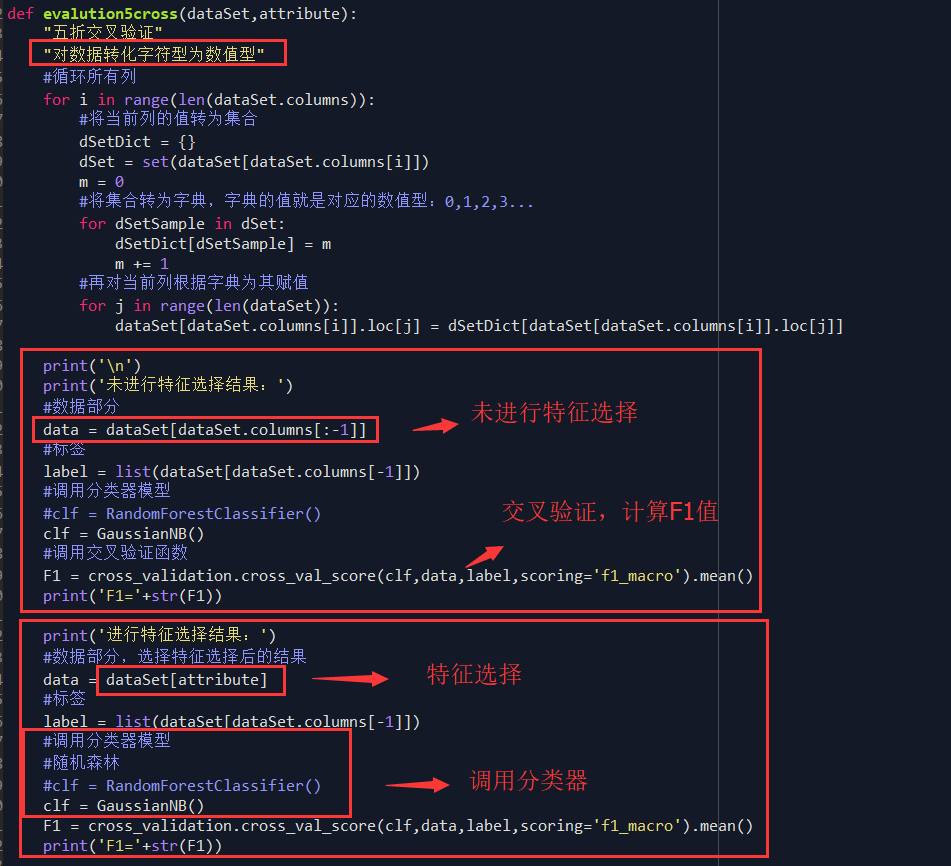 def evalution5cross(dataSet,attribute):
"五折交叉验证"
"对数据转化字符型为数值型"
#循环所有列
for i in range(len(dataSet.columns)):
#将当前列的值转为集合
dSetDict = {}
dSet = set(dataSet[dataSet.columns[i]])
m = 0
#将集合转为字典，字典的值就是对应的数值型：0,1,2,3...
for dSetSample in dSet:
dSetDict[dSetSample] = m
m += 1
#再对当前列根据字典为其赋值
for j in range(len(dataSet)):
dataSet[dataSet.columns[i]].loc[j] = dSetDict[dataSet[dataSet.columns[i]].loc[j]]
print('\n')
print('未进行特征选择结果：')
#数据部分
未进行特征选择
data = dataSet[dataSet.columns[:-1]]
#标签
label = list(dataSet[dataSet.columns[-1]])
#调用分类器模型
#clf = RandomForestClassifier()
交叉验证，计算F1值
clf = GaussianNB()
#调用交叉验证函数
F1 = cross_validation.cross_val_score(clf,data,label,scoring='f1_macro').mean()
print('F1='+str(F1))
print('进行特征选择结果：')
#数据部分，选择特征选择后的结果
data = dataSet[attribute]
特征选择
#标签
label = list(dataSet[dataSet.columns[-1]])
#调用分类器模型
#随机森林
#clf = RandomForestClassifier()
调用分类器
clf = GaussianNB()
F1 = cross_validation.cross_val_score(clf,data,label,scoring='f1_macro').mean()
print('F1='+str(F1))